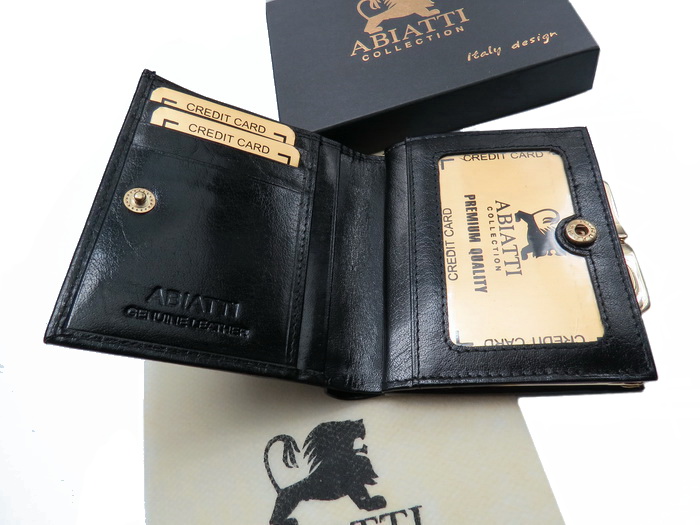 ABIATTI
COLLECTION
Italy design
CREDIT CARD
CREDIT CARD
ABIATTI
GENUINE LEATHER
CREDIT CARD
CREDIT CARD
ABIATTI
COLLECTION
PREMIUM QUALITY
CREDIT CARD
ABIATTI